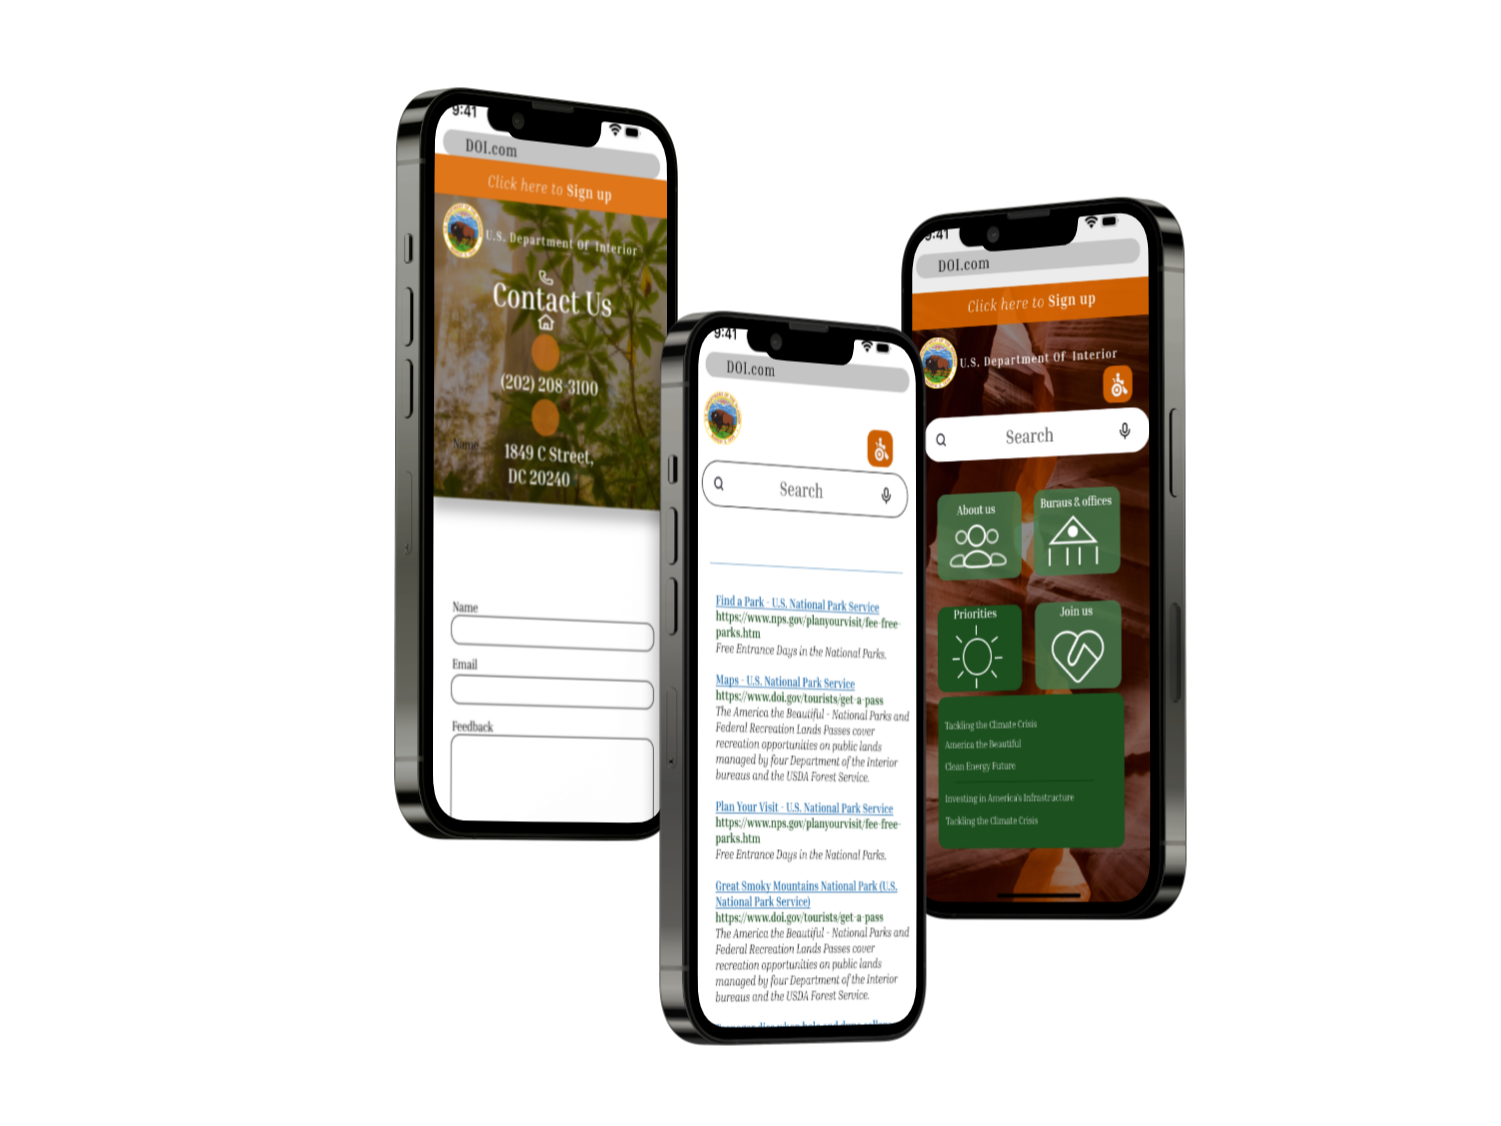 9:41
DOI.com
Click here to Sign up
U.S. Department Of Interior
Contact Us
(202) 208-3100
Name
1849 C Street,
DC 20240
Name
Email
Feedback
9:41
DOI.com
Search
Find a Park - U.S. National Park Service
https://www.nps.gov/planyourvisit/fee-free-
parks.htm
Free Entrance Days in the National Parks.
Maps - U.S. National Park Service
https://www.doi.gov/tourists/get-a-pass
The America the Beautiful - National Parks and
Federal Recreation Lands Passes cover
recreation opportunities on public lands
managed by four Department of the Interior
bureaus and the USDA Forest Service.
Plan Your Visit - U.S. National Park Service
https://www.nps.gov/planyourvisit/fee-free-
parks.htm
Free Entrance Days in the National Parks.
Great Smoky Mountains National Park (U.S.
National Park Service)
https://www.doi.gov/tourists/get-a-pass
The America the Beautiful - National Parks and
Federal Recreation Lands Passes cover
recreation opportunities on public lands
managed by four Department of the Interior
bureaus and the USDA Forest Service.
9:41
DOI.com
Click here to Sign up
U.S. Department Of Interior
Search
About us
Buraus & offices
Priorities
Join us
Tackling the Climate Crisis
America the Beautiful
Clean Energy Future
Investing in America's Infrastructure
Tackling the Climate Crisis